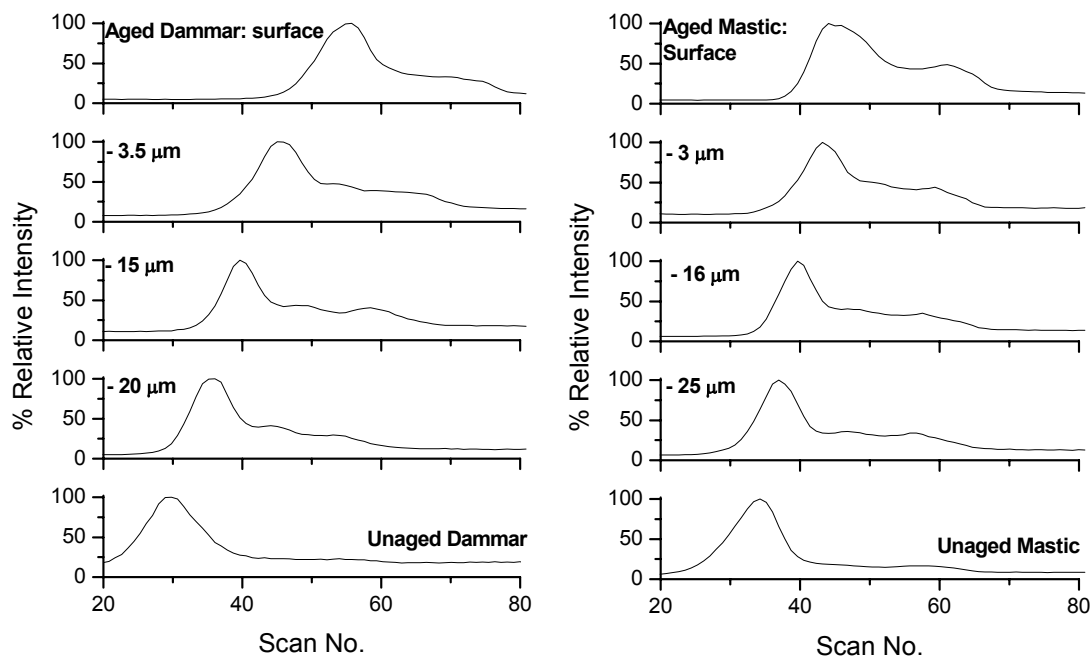 Aged Dammar: surface
100
50
0
- 3.5 μm
100
50
0
- 15 μm
100
50
0
- 20 μm
100
50
0
Unaged Dammar
100
50
0
20 40 60 80
Scan No.
% Relative Intensity
Aged Mastic:
Surface
100
50
0
- 3 μm
100
50
0
- 16 μm
100
50
0
- 25 μm
100
50
0
Unaged Mastic
100
50
0
20 40 60 80
Scan No.
% Relative Intensity